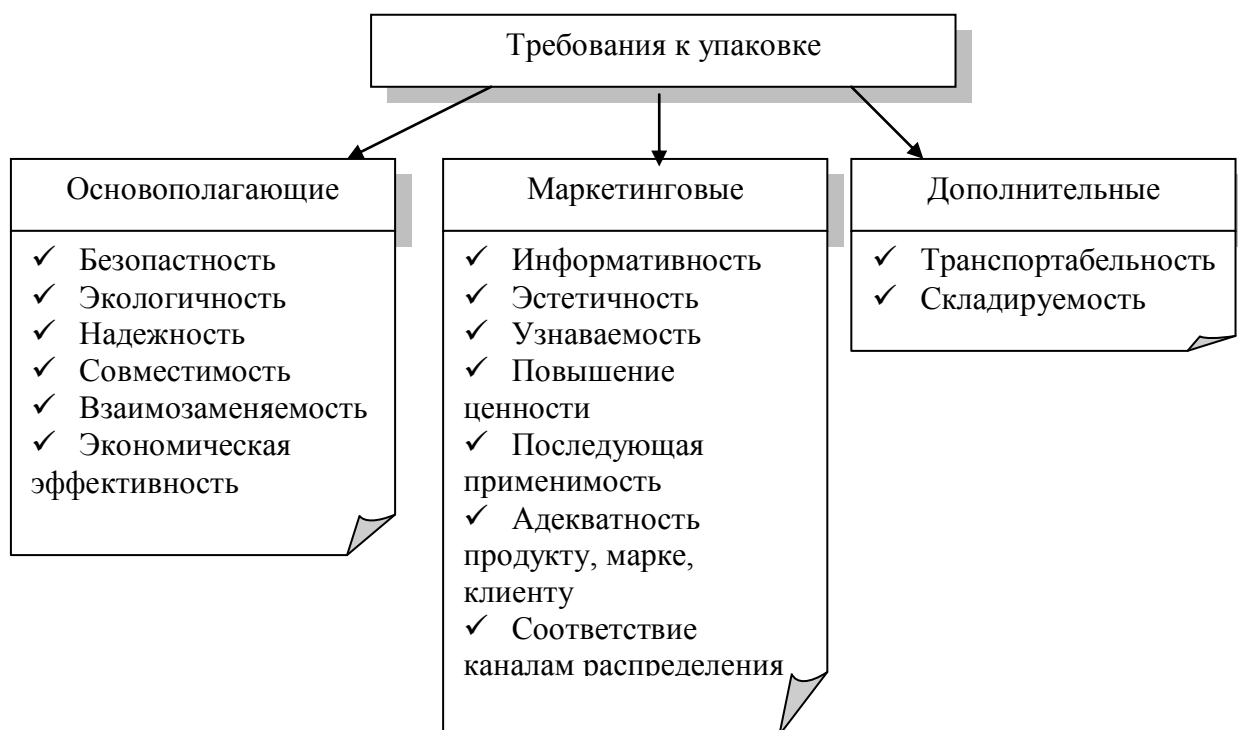 Требования к упаковке
Основополагающие
✓ Безопастность
✓ Экологичность
✓ Надежность
✓ Совместимость
✓ Взаимозаменяемость
✓ Экономическая
эффективность
Маркетинговые
✓ Информативность
✓ Эстетичность
✓ Узнаваемость
✓ Повышение
ценности
✓ Последующая
применимость
✓ Адекватность
продукту, марке,
клиенту
✓ Соответствие
каналам распределения
Дополнительные
✓ Транспортабельность
✓ Складируемость